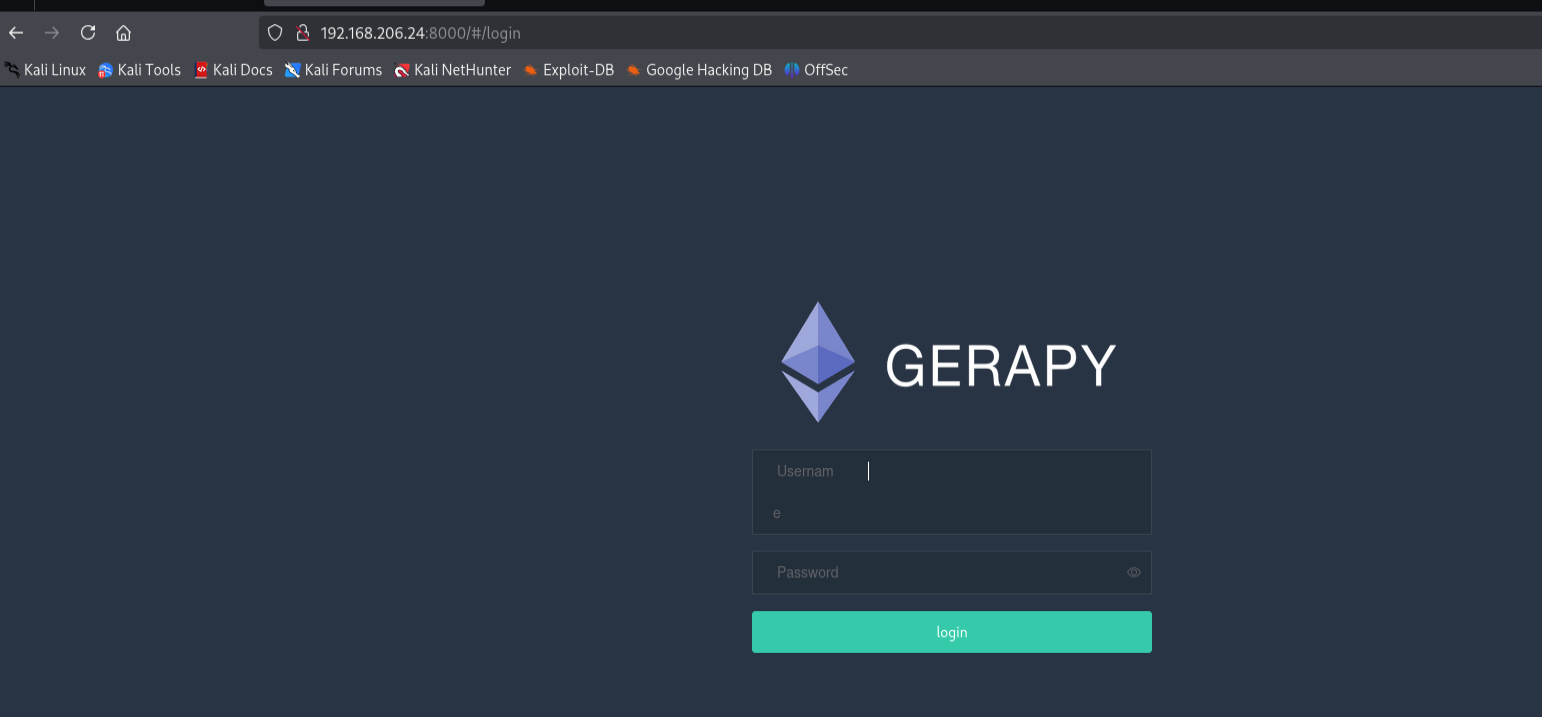 192.168.206.24:8000/#/login
Kali Linux Kali Tools Kali Docs Kali Forums Kali NetHunter Exploit-DB Google Hacking DB OffSec
GERAPY
Usernam
e
Password
login